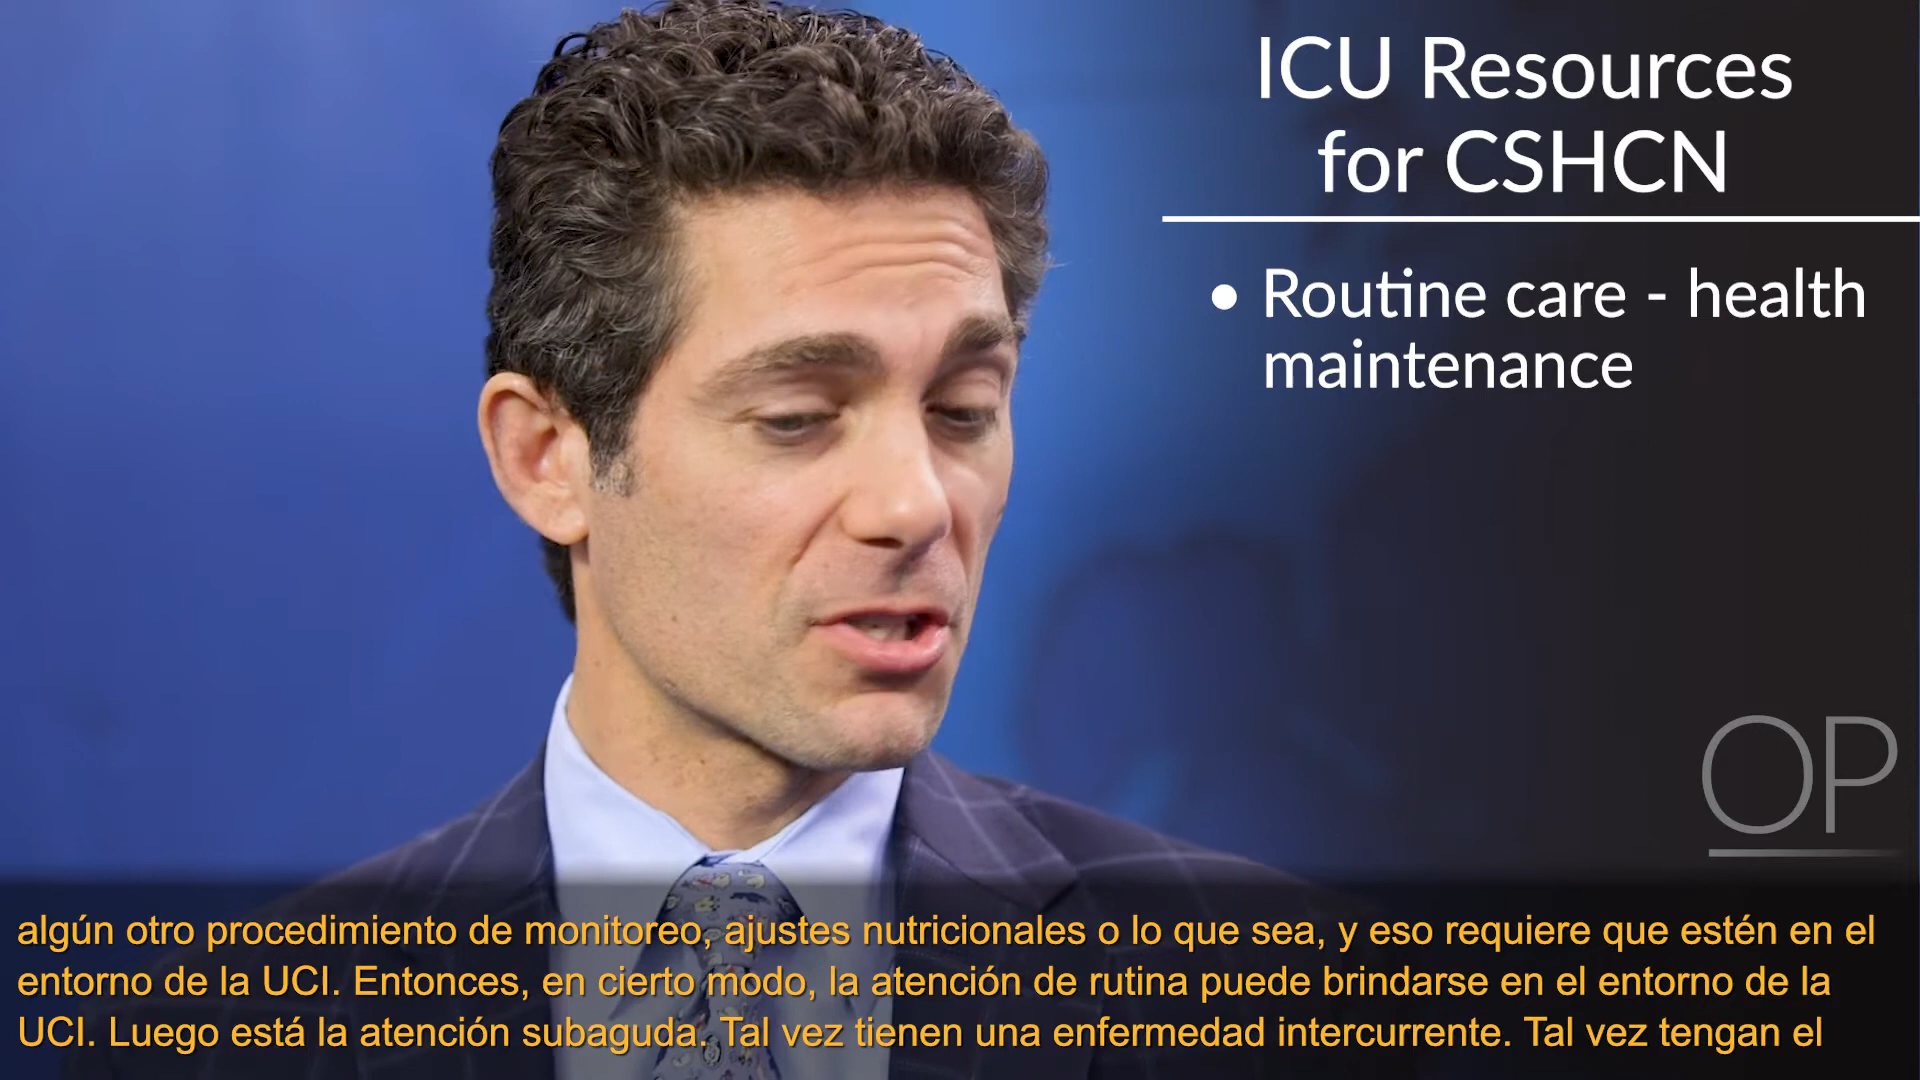 ICU Resources
for CSHCN
• Routine care - health
maintenance
OP
algún otro procedimiento de monitoreo, ajustes nutricionales o lo que sea, y eso requiere que estén en el
entorno de la UCI. Entonces, en cierto modo, la atención de rutina puede brindarse en el entorno de la
UCI. Luego está la atención subaguda. Tal vez tienen una enfermedad intercurrente. Tal vez tengan el